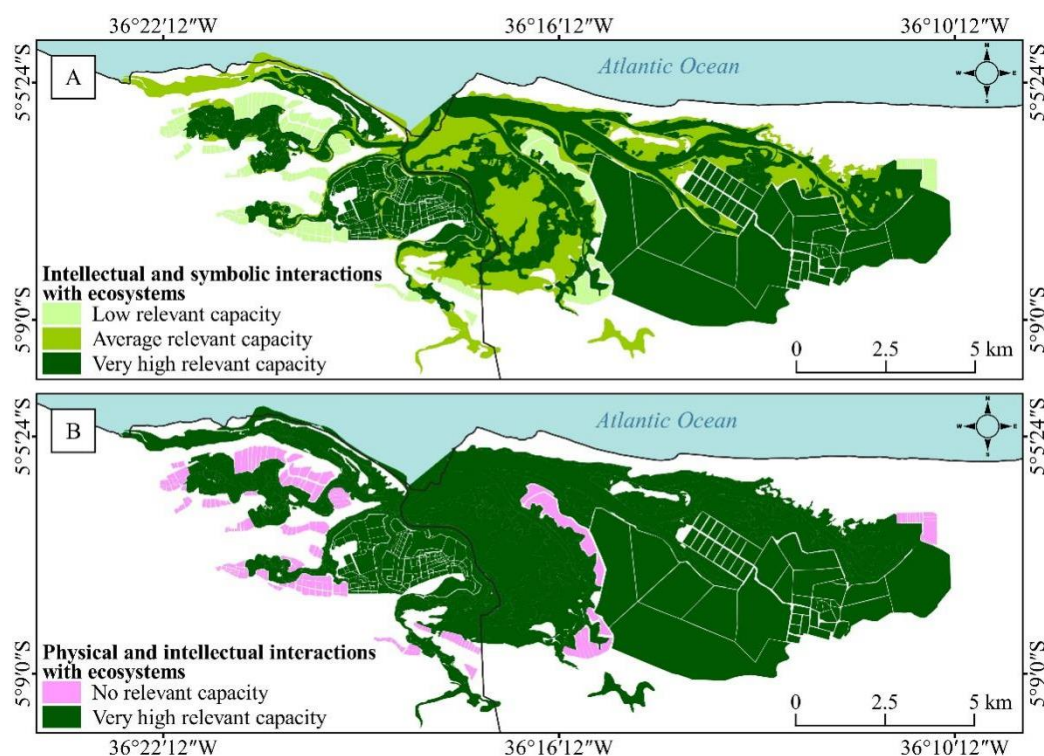 36°22'12"W 36°16'12"W 36°10'12"W
A
Atlantic Ocean
N
W E
S
5°5'24"S
5°5'24"S
Intellectual and symbolic interactions
with ecosystems
Low relevant capacity
Average relevant capacity
Very high relevant capacity
5°9'0"S
5°9'0"S
0 2.5 5 km
B
Atlantic Ocean
N
W E
S
5°5'24"S
5°5'24"S
Physical and intellectual interactions
with ecosystems
No relevant capacity
Very high relevant capacity
5°9'0"S
5°9'0"S
0 2.5 5 km
36°22'12"W 36°16'12"W 36°10'12"W